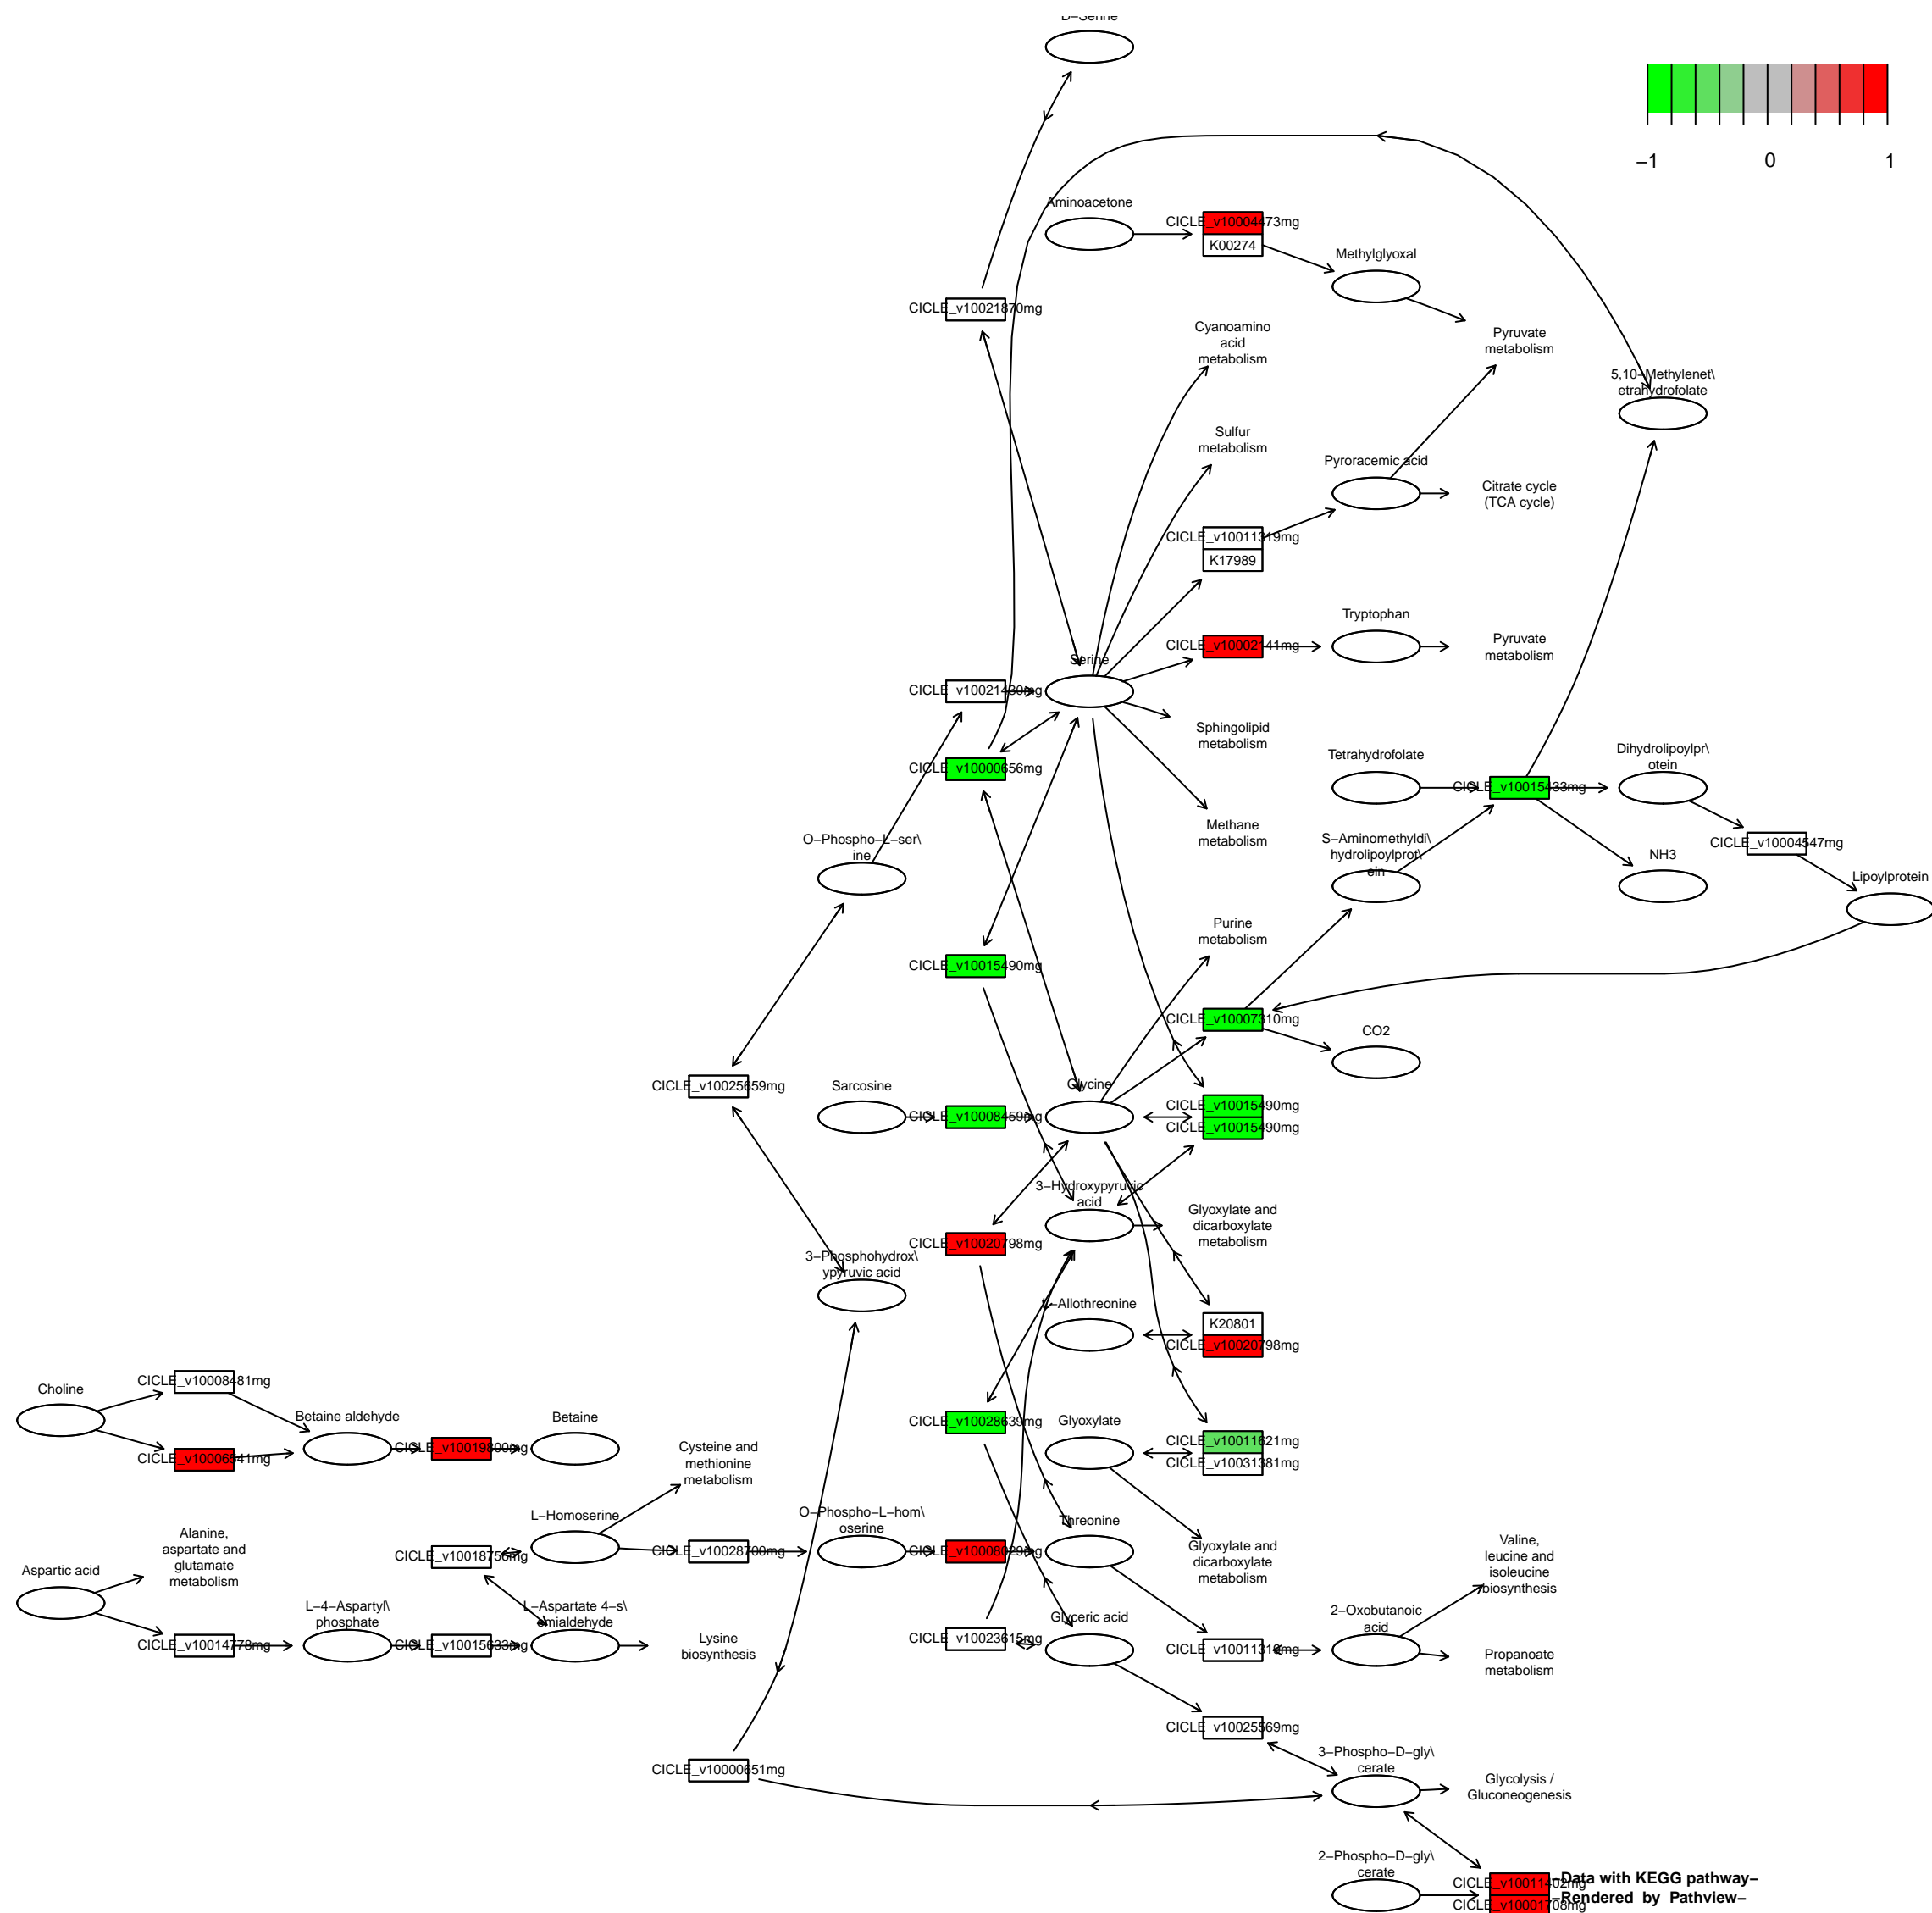 D−Serine
−1
0
1
Aminoacetone
CICLE_v10004473mg
K00274
Methylglyoxal
CICLE_v10021870mg
Cyanoamino
acid
metabolism
Pyruvate
metabolism
5,10−Methylenet\
etrahydrofolate
Sulfur
metabolism
Pyroracemic acid
Citrate cycle
(TCA cycle)
CICLE_v10011319mg
K17989
Tryptophan
CICLE_v10002141mg
Pyruvate
metabolism
Serine
CICLE_v10021430mg
Sphingolipid
metabolism
CICLE_v10000656mg
Tetrahydrofolate
CICLE_v10015433mg
Dihydrolipoylpr\
otein
Methane
metabolism
O−Phospho−L−ser\
ine
S−Aminomethyldi\
hydrolipoylprot\
ein
CICLE_v10004547mg
NH3
Lipoylprotein
Purine
metabolism
CICLE_v10015490mg
CICLE_v10007310mg
CO2
CICLE_v10025659mg
Sarcosine
CICLE_v10008459mg
Glycine
CICLE_v10015490mg
CICLE_v10015490mg
3−Hydroxypyruvic
acid
Glyoxylate and
dicarboxylate
metabolism
CICLE_v10020798mg
3−Phosphohydrox\
ypyruvic acid
L−Allothreonine
K20801
CICLE_v10020798mg
Choline
CICLE_v10008481mg
CICLE_v10006541mg
Betaine aldehyde
CICLE_v10019800mg
Betaine
Cysteine and
methionine
metabolism
CICLE_v10028639mg
Glyoxylate
CICLE_v10011621mg
CICLE_v10031381mg
L−Homoserine
O−Phospho−L−hom\
oserine
Threonine
Alanine,
aspartate and
glutamate
metabolism
CICLE_v10028700mg
CICLE_v10008029mg
Glyoxylate and
dicarboxylate
metabolism
Valine,
leucine and
isoleucine
biosynthesis
Aspartic acid
L−4−Aspartyl\
phosphate
L−Aspartate 4−s\
emialdehyde
Glyceric acid
2−Oxobutanoic
acid
CICLE_v10014778mg
CICLE_v10015633mg
Lysine
biosynthesis
CICLE_v10023615mg
Propanoate
metabolism
CICLE_v10025569mg
CICLE_v10000651mg
3−Phospho−D−gly\
cerate
Glycolysis /
Gluconeogenesis
2−Phospho−D−gly\
cerate
CICLE_v10011402mg
CICLE_v10001708mg
−Data with KEGG pathway−
−Rendered by Pathview−